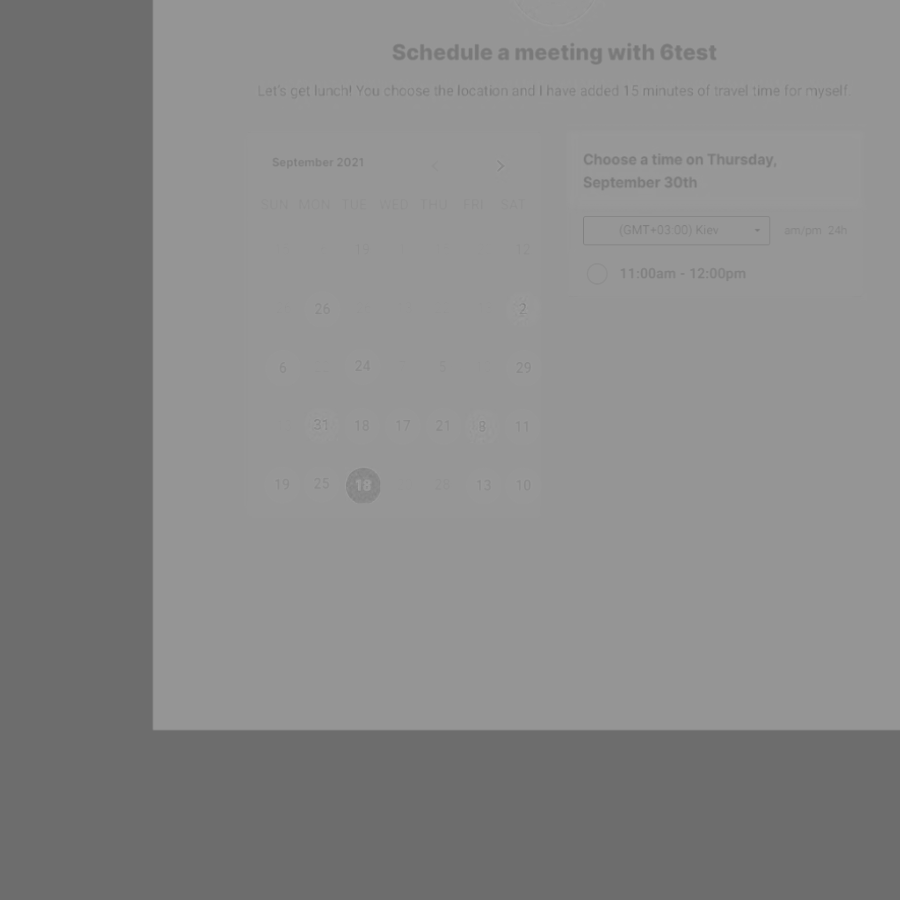 Schedule a meeting with 6test
Let's get lunch! You choose the location and I have added 15 minutes of travel time for myself.
September 2021
SUN MON TUE WED THU FRI SAT
12
26 2
6 24 5 29
31 18 17 21 8 11
19 25 18 13 10
Choose a time on Thursday,
September 30th
(GMT+03:00) Kiev am/pm 24h
11:00am - 12:00pm